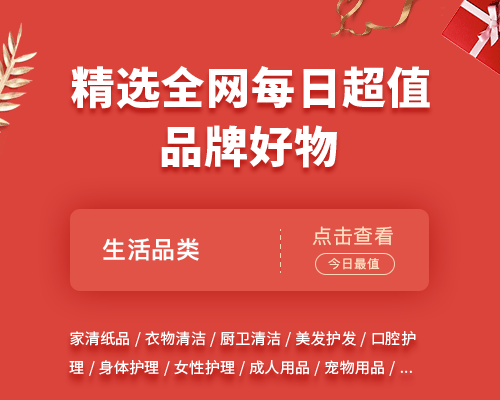 精选全网每日超值
品牌好物
生活品类
点击查看
今日最值
家清纸品 / 衣物清洁 / 厨卫清洁 / 美发护发 / 口腔护
理 / 身体护理 / 女性护理 / 成人用品 / 宠物用品 / ...